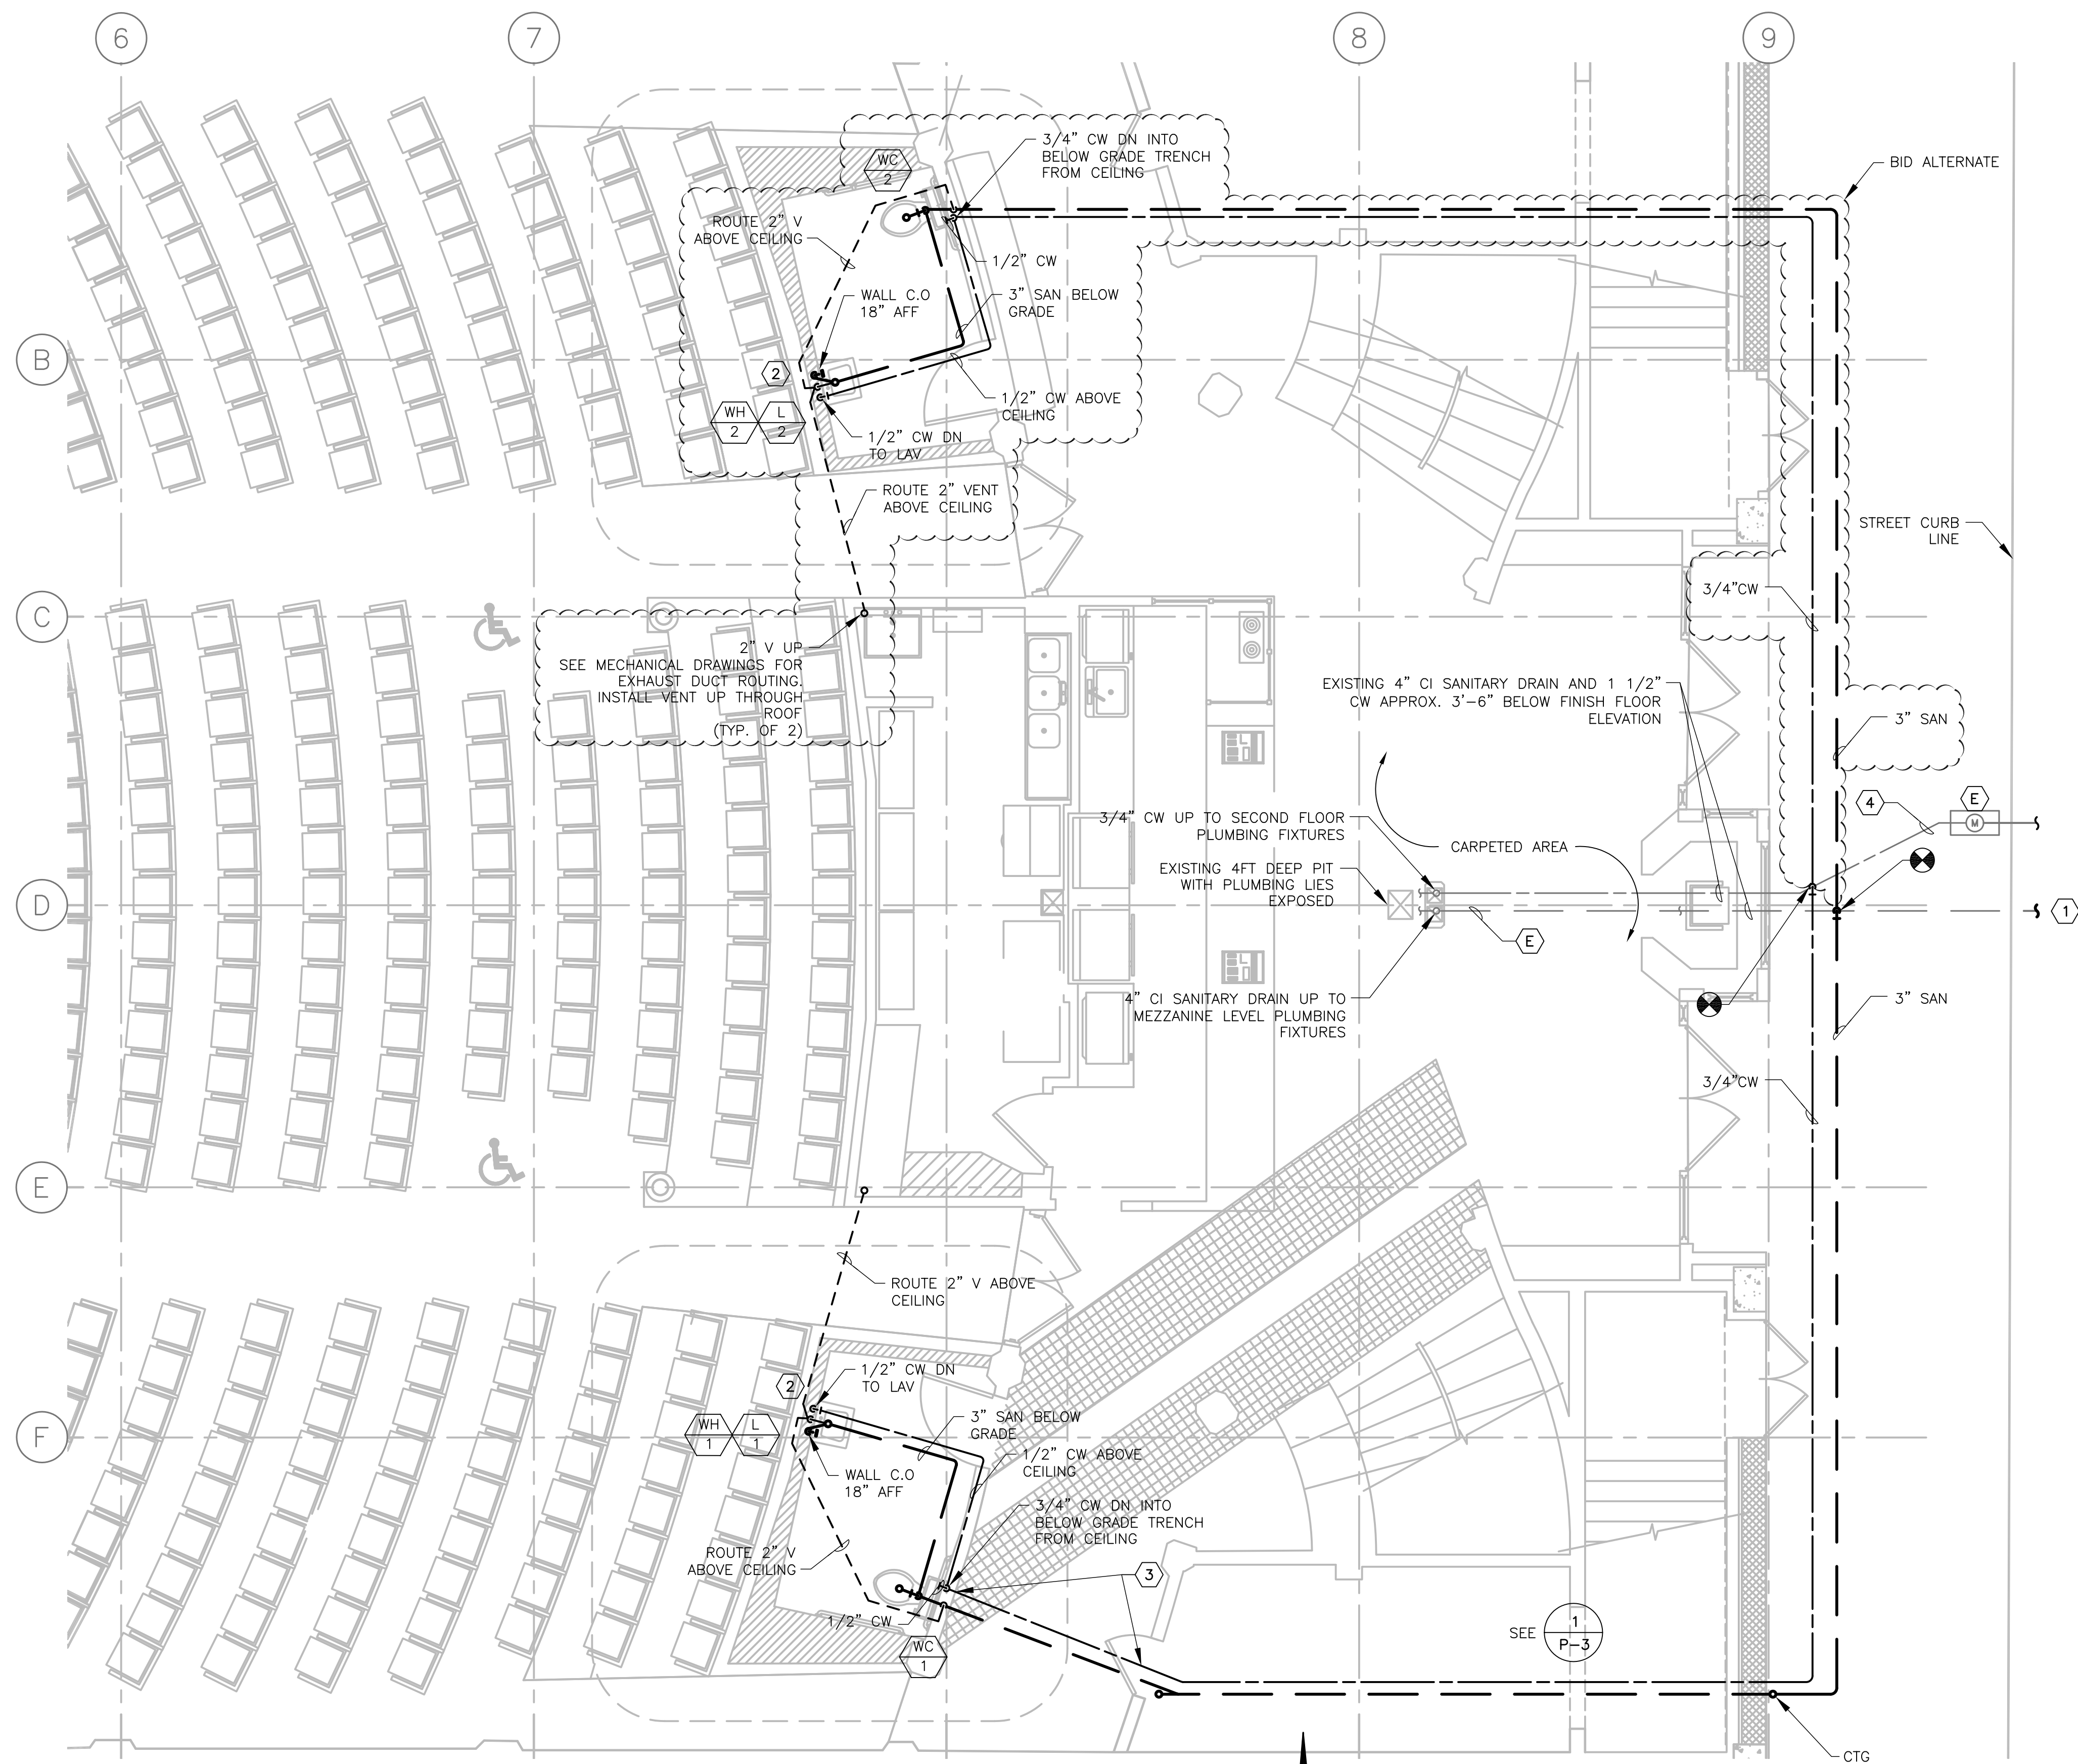 6
7
8
9
B
C
D
E
F
WC
2
3/4" CW DN INTO
BELOW GRADE TRENCH
FROM CEILING
BID ALTERNATE
ROUTE 2" V
ABOVE CEILING
1/2" CW
WALL C.O
18" AFF
3" SAN BELOW
GRADE
2
1/2" CW ABOVE
CEILING
WH
2
L
2
1/2" CW DN
TO LAV
ROUTE 2" VENT
ABOVE CEILING
STREET CURB
LINE
3/4"CW
2" V UP
SEE MECHANICAL DRAWINGS FOR
EXHAUST DUCT ROUTING.
INSTALL VENT UP THROUGH
ROOF
(TYP. OF 2)
EXISTING 4" CI SANITARY DRAIN AND 1 1/2"
CW APPROX. 3'-6" BELOW FINISH FLOOR
ELEVATION
3" SAN
4
E
M
3/4" CW UP TO SECOND FLOOR
PLUMBING FIXTURES
CARPETED AREA
EXISTING 4FT DEEP PIT
WITH PLUMBING LIES
EXPOSED
1
E
4" CI SANITARY DRAIN UP TO
MEZZANINE LEVEL PLUMBING
FIXTURES
3" SAN
3/4"CW
ROUTE 2" V ABOVE
CEILING
1/2" CW DN
TO LAV
2
WH
1
L
1
3" SAN BELOW
GRADE
1/2" CW ABOVE
CEILING
WALL C.O
18" AFF
3/4" CW DN INTO
BELOW GRADE TRENCH
FROM CEILING
ROUTE 2" V
ABOVE CEILING
3
1/2" CW
WC
1
SEE
1
P-3
CTG